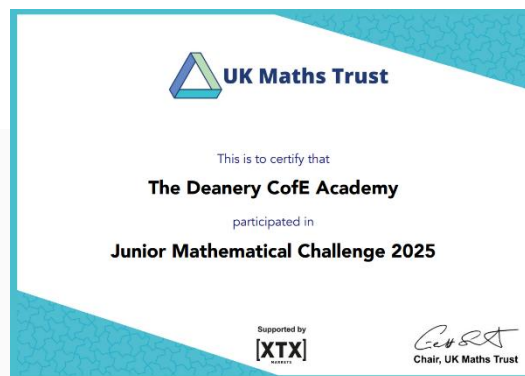 UK Maths Trust
This is to certify that
The Deanery CofE Academy
participated in
Junior Mathematical Challenge 2025
Supported by
[XTX]
MARKETS
Chair, UK Maths Trust